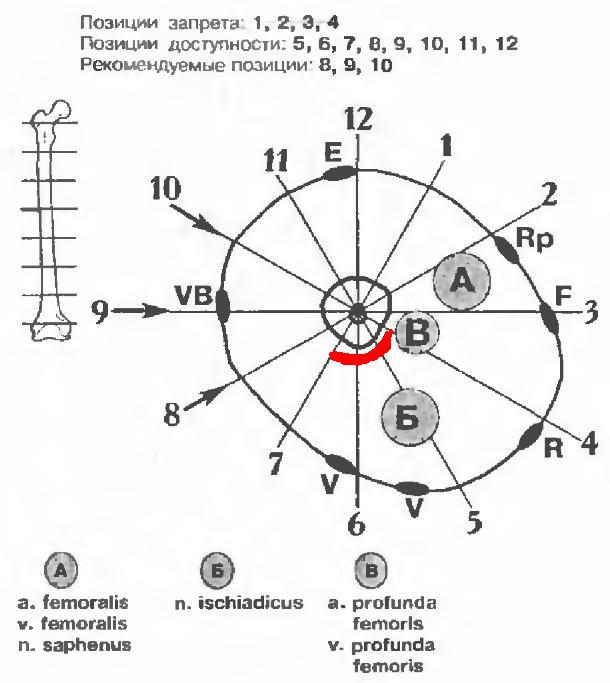 Позиции запрета: 1, 2, 3, 4
Позиции доступности: 5, 6, 7, 8, 9, 10, 11, 12
Рекомендуемые позиции: 8, 9, 10
12
E
11
1
10
2
Rp
А
F
VB
9
3
В
8
Б
7
V
V
R
4
6
5
А
Б
В
a. femoralis
v. femoralis
n. saphenus
n. ischiadicus
a. profunda
femoris
v. profunda
femoris